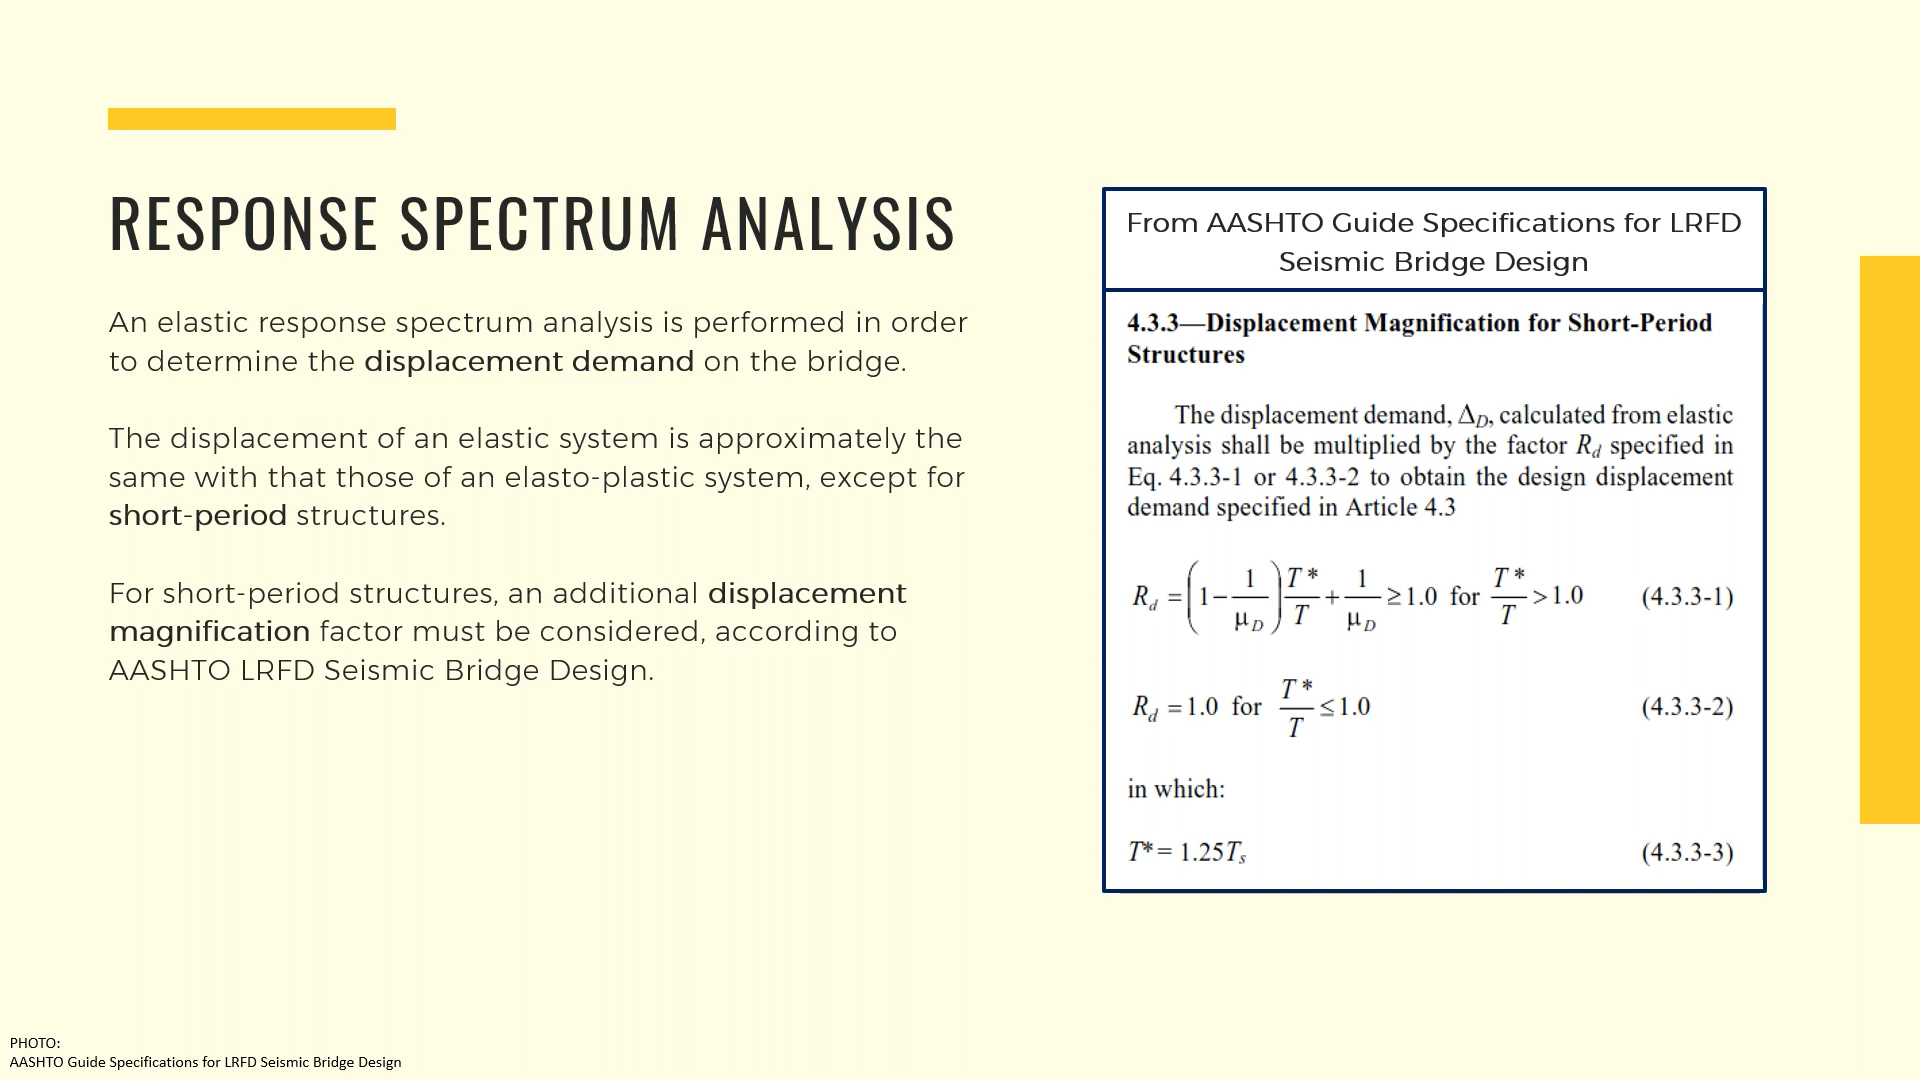 RESPONSE SPECTRUM ANALYSIS
An elastic response spectrum analysis is performed in order
to determine the displacement demand on the bridge.
The displacement of an elastic system is approximately the
same with that those of an elasto-plastic system, except for
short-period structures.
For short-period structures, an additional displacement
magnification factor must be considered, according to
AASHTO LRFD Seismic Bridge Design.
From AASHTO Guide Specifications for LRFD
Seismic Bridge Design
4.3.3—Displacement Magnification for Short-Period
Structures
The displacement demand, Δ_D, calculated from elastic
analysis shall be multiplied by the factor R_d specified in
Eq. 4.3.3-1 or 4.3.3-2 to obtain the design displacement
demand specified in Article 4.3
R_d = (1 − 1/μ_D) T*/T + 1/μ_D ≥ 1.0 for T*/T > 1.0 (4.3.3-1)
R_d = 1.0 for T*/T ≤ 1.0 (4.3.3-2)
in which:
T* = 1.25T_s (4.3.3-3)
PHOTO:
AASHTO Guide Specifications for LRFD Seismic Bridge Design